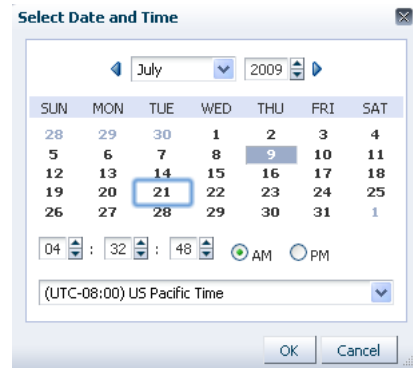 Select Date and Time
July 2009
SUN MON TUE WED THU FRI SAT
28 29 30 1 2 3 4
5 6 7 8 9 10 11
12 13 14 15 16 17 18
19 20 21 22 23 24 25
26 27 28 29 30 31 1
04 : 32 : 48 AM PM
(UTC-08:00) US Pacific Time
OK Cancel